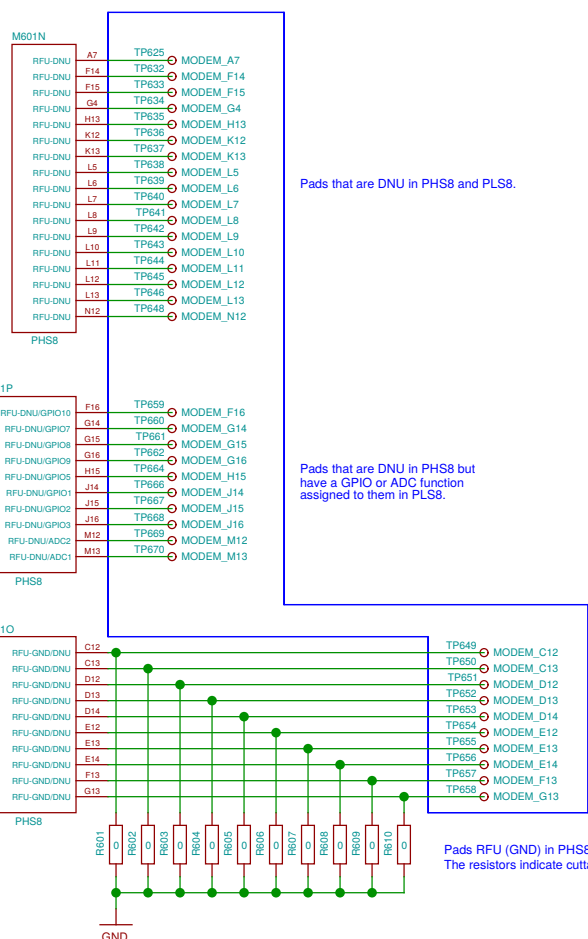 M601N
RFU-DNU A7 TP625 MODEM_A7
RFU-DNU F14 TP632 MODEM_F14
RFU-DNU F15 TP633 MODEM_F15
RFU-DNU G4 TP634 MODEM_G4
RFU-DNU H13 TP635 MODEM_H13
RFU-DNU K12 TP636 MODEM_K12
RFU-DNU K13 TP637 MODEM_K13
RFU-DNU L5 TP638 MODEM_L5
RFU-DNU L6 TP639 MODEM_L6
RFU-DNU L7 TP640 MODEM_L7
RFU-DNU L8 TP641 MODEM_L8
RFU-DNU L9 TP642 MODEM_L9
RFU-DNU L10 TP643 MODEM_L10
RFU-DNU L11 TP644 MODEM_L11
RFU-DNU L12 TP645 MODEM_L12
RFU-DNU L13 TP646 MODEM_L13
RFU-DNU N12 TP648 MODEM_N12
PHS8
Pads that are DNU in PHS8 and PLS8.
1P
RFU-DNU/GPIO10 F16 TP659 MODEM_F16
RFU-DNU/GPIO7 G14 TP660 MODEM_G14
RFU-DNU/GPIO8 G15 TP661 MODEM_G15
RFU-DNU/GPIO9 G16 TP662 MODEM_G16
RFU-DNU/GPIO5 H15 TP664 MODEM_H15
RFU-DNU/GPIO1 J14 TP666 MODEM_J14
RFU-DNU/GPIO2 J15 TP667 MODEM_J15
RFU-DNU/GPIO3 J16 TP668 MODEM_J16
RFU-DNU/ADC2 M12 TP669 MODEM_M12
RFU-DNU/ADC1 M13 TP670 MODEM_M13
PHS8
Pads that are DNU in PHS8 but
have a GPIO or ADC function
assigned to them in PLS8.
1O
RFU-GND/DNU C12 TP649 MODEM_C12
RFU-GND/DNU C13 TP650 MODEM_C13
RFU-GND/DNU D12 TP651 MODEM_D12
RFU-GND/DNU D13 TP652 MODEM_D13
RFU-GND/DNU D14 TP653 MODEM_D14
RFU-GND/DNU E12 TP654 MODEM_E12
RFU-GND/DNU E13 TP655 MODEM_E13
RFU-GND/DNU E14 TP656 MODEM_E14
RFU-GND/DNU F13 TP657 MODEM_F13
RFU-GND/DNU G13 TP658 MODEM_G13
PHS8
R601 0 R602 0 R603 0 R604 0 R605 0 R606 0 R607 0 R608 0 R609 0 R610 0
Pads RFU (GND) in PHS8
The resistors indicate
GND